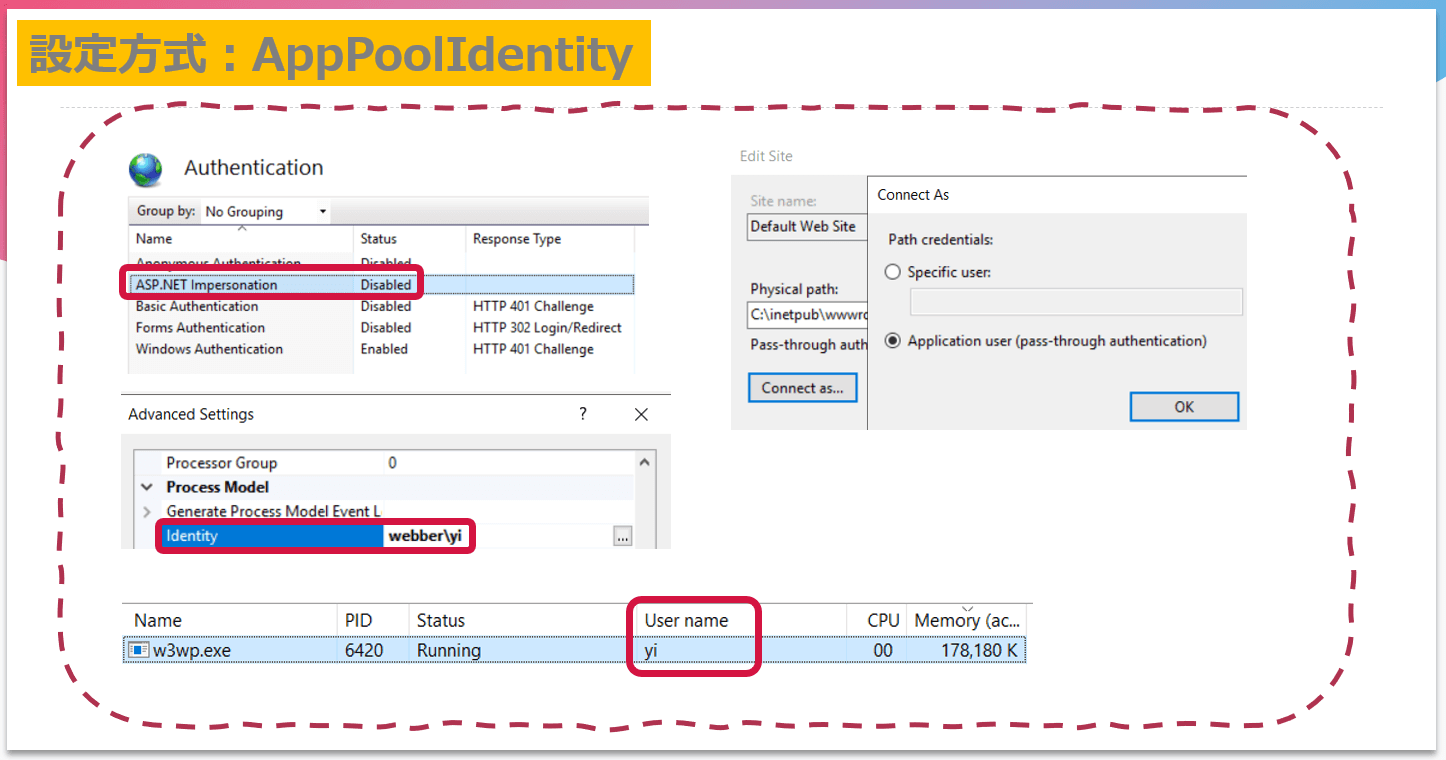 設定方式：AppPoolIdentity
Authentication
Group by: No Grouping
Name Status Response Type
Anonymous Authentication Disabled
ASP.NET Impersonation Disabled
Basic Authentication Disabled HTTP 401 Challenge
Forms Authentication Disabled HTTP 302 Login/Redirect
Windows Authentication Enabled HTTP 401 Challenge
Edit Site
Site name:
Default Web Site
Physical path:
C:\inetpub\wwwro
Pass-through auth
Connect as...
Connect As
Path credentials:
Specific user:
Application user (pass-through authentication)
OK
Advanced Settings ?
Processor Group 0
Process Model
Generate Process Model Event L
Identity webber\yi
...
Name PID Status User name CPU Memory (ac...
w3wp.exe 6420 Running yi 00 178,180 K